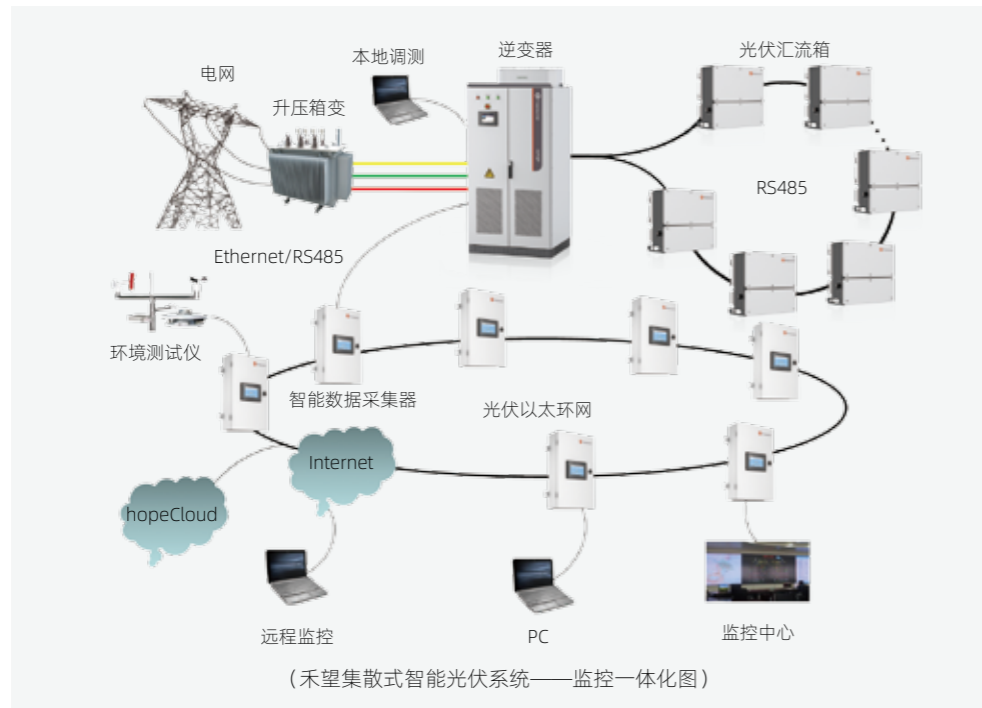 逆变器
光伏汇流箱
本地调测
电网
升压箱变
RS485
Ethernet/RS485
环境测试仪
智能数据采集器
光伏以太环网
Internet
hopeCloud
远程监控
PC
监控中心
（禾望集散式智能光伏系统——监控一体化图）